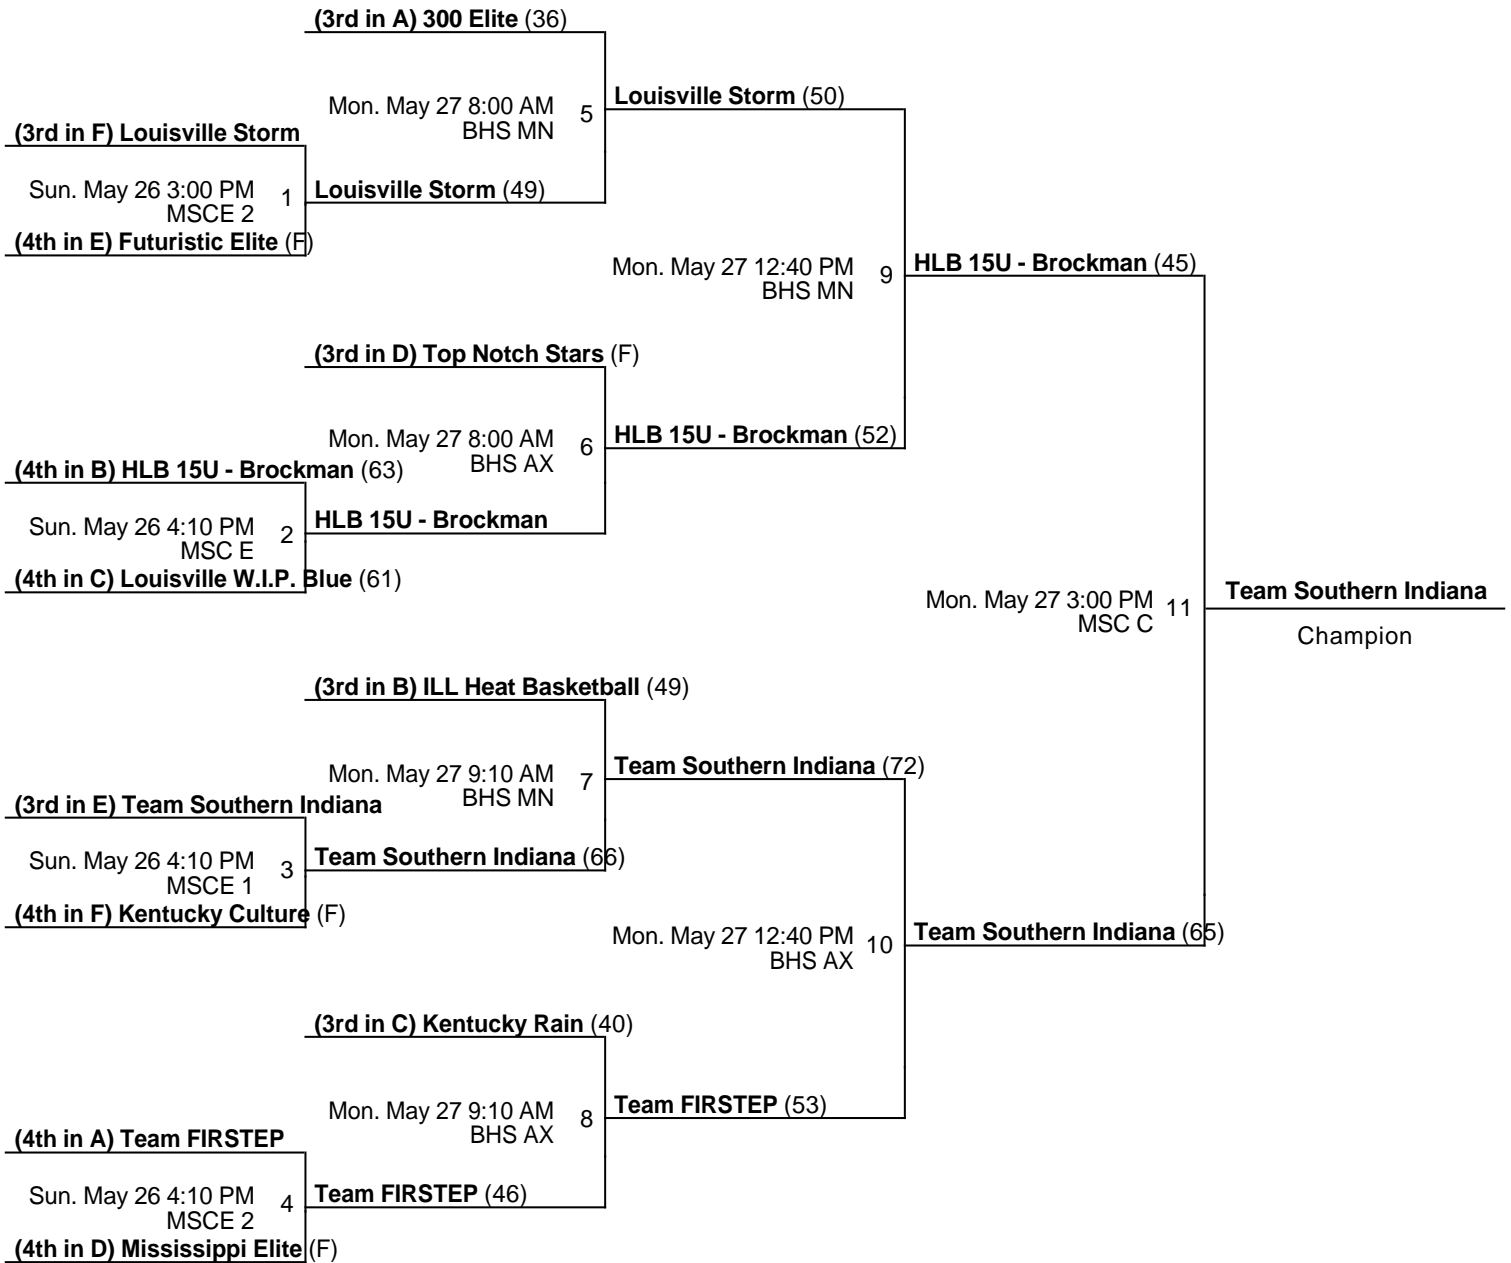 (3rd in A) 300 Elite (36)
Mon. May 27 8:00 AM
BHS MN
5
Louisville Storm (50)
(3rd in F) Louisville Storm
Sun. May 26 3:00 PM
MSCE 2
1
Louisville Storm (49)
(4th in E) Futuristic Elite (F)
Mon. May 27 12:40 PM
BHS MN
9
HLB 15U - Brockman (45)
(3rd in D) Top Notch Stars (F)
Mon. May 27 8:00 AM
BHS AX
6
HLB 15U - Brockman (52)
(4th in B) HLB 15U - Brockman (63)
Sun. May 26 4:10 PM
MSC E
2
HLB 15U - Brockman
(4th in C) Louisville W.I.P. Blue (61)
Mon. May 27 3:00 PM
MSC C
11
Team Southern Indiana
Champion
(3rd in B) ILL Heat Basketball (49)
Mon. May 27 9:10 AM
BHS MN
7
Team Southern Indiana (72)
(3rd in E) Team Southern Indiana
Sun. May 26 4:10 PM
MSCE 1
3
Team Southern Indiana (66)
(4th in F) Kentucky Culture (F)
Mon. May 27 12:40 PM
BHS AX
10
Team Southern Indiana (65)
(3rd in C) Kentucky Rain (40)
Mon. May 27 9:10 AM
BHS AX
8
Team FIRSTEP (53)
(4th in A) Team FIRSTEP
Sun. May 26 4:10 PM
MSCE 2
4
Team FIRSTEP (46)
(4th in D) Mississippi Elite (F)